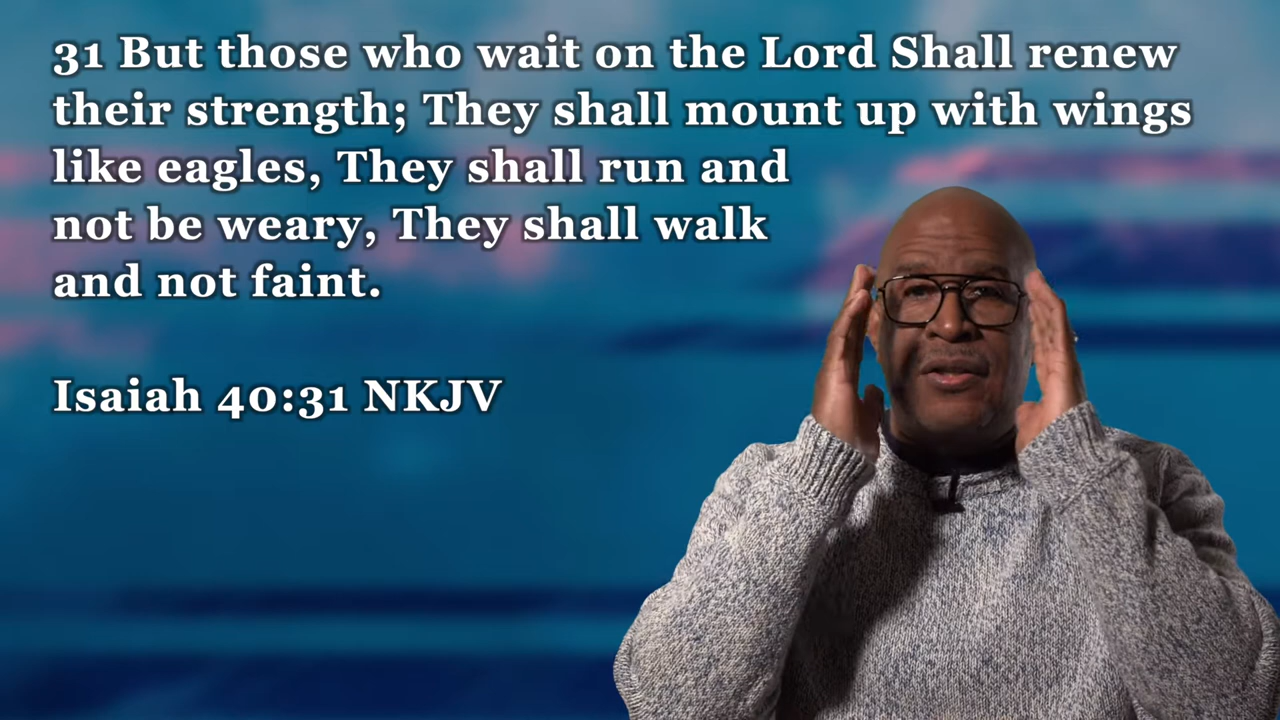 31 But those who wait on the Lord Shall renew
their strength; They shall mount up with wings
like eagles, They shall run and
not be weary, They shall walk
and not faint.
Isaiah 40:31 NKJV